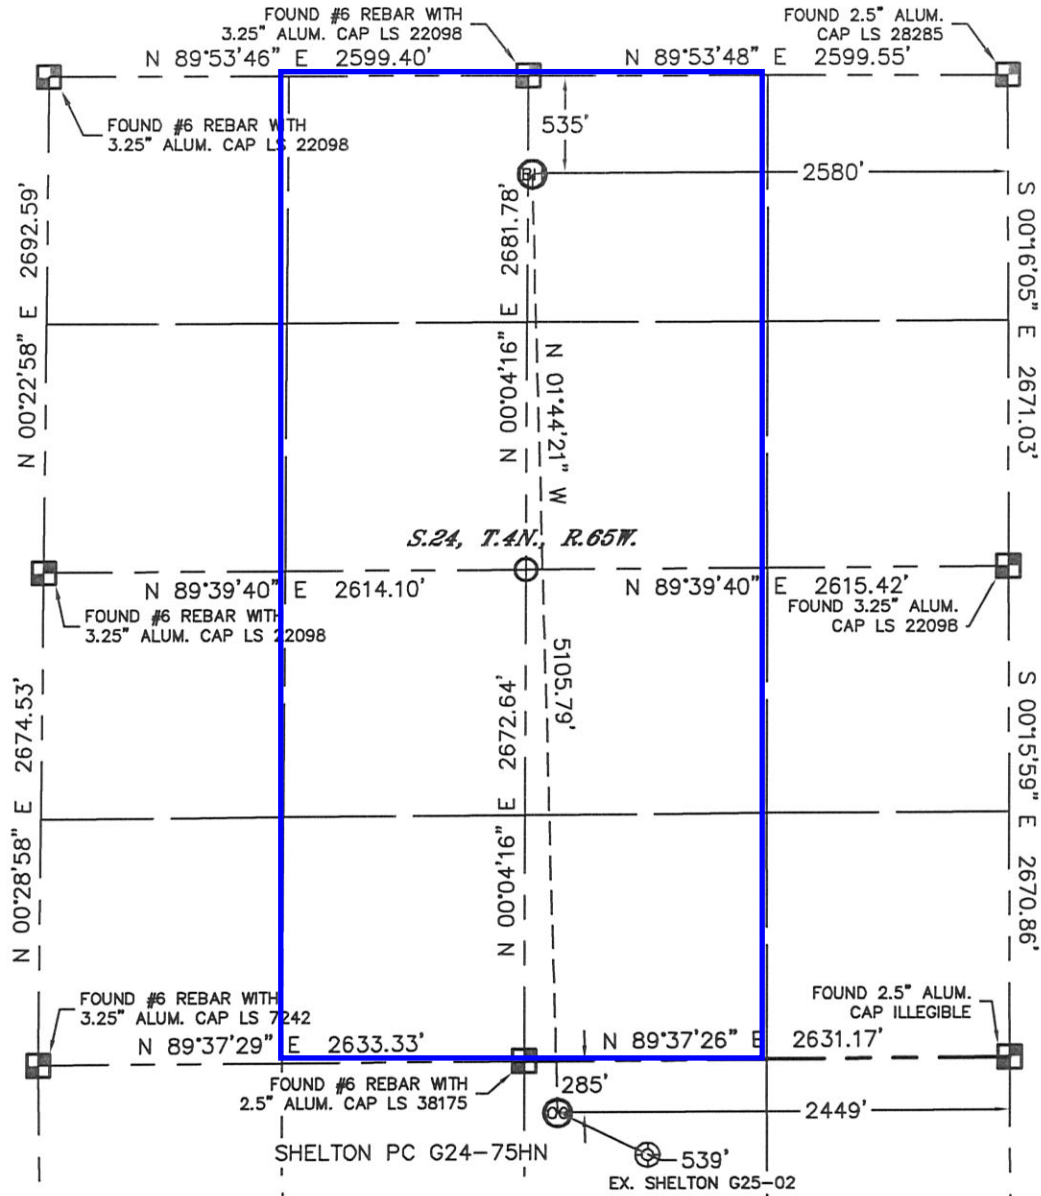 FOUND #6 REBAR WITH
3.25" ALUM. CAP LS 22098
FOUND 2.5" ALUM.
CAP LS 28285
N 89°53'46" E 2599.40'
N 89°53'48" E 2599.55'
FOUND #6 REBAR WITH
3.25" ALUM. CAP LS 22098
535'
BH
2580'
N 00°22'58" E 2692.59'
N 00°04'16" E 2681.78'
N 01°44'21" W 5105.79'
S 00°16'05" E 2671.03'
S.24, T.4N., R.65W.
N 89°39'40" E 2614.10'
N 89°39'40" E 2615.42'
FOUND #6 REBAR WITH
3.25" ALUM. CAP LS 22098
FOUND 3.25" ALUM.
CAP LS 22098
N 00°28'58" E 2674.53'
N 00°04'16" E 2672.64'
S 00°15'59" E 2670.86'
FOUND #6 REBAR WITH
3.25" ALUM. CAP LS 7242
FOUND 2.5" ALUM.
CAP ILLEGIBLE
N 89°37'29" E 2633.33'
N 89°37'26" E 2631.17'
FOUND #6 REBAR WITH
2.5" ALUM. CAP LS 38175
285'
OG
2449'
SHELTON PC G24-75HN
539'
EX. SHELTON G25-02